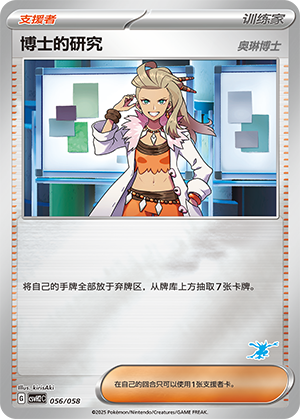 支援者 训练家
博士的研究 奥琳博士
将自己的手牌全部放于弃牌区，从牌库上方抽取7张卡牌。
Illus. kirisAki
G CSVH2C 056/058
在自己的回合只可以使用1张支援者卡。
©2025 Pokémon/Nintendo/Creatures/GAME FREAK.